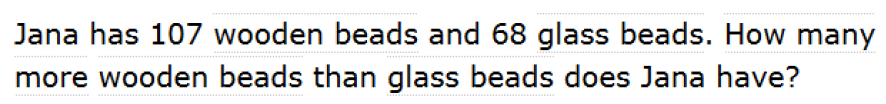 Jana has 107 wooden beads and 68 glass beads. How many
more wooden beads than glass beads does Jana have?